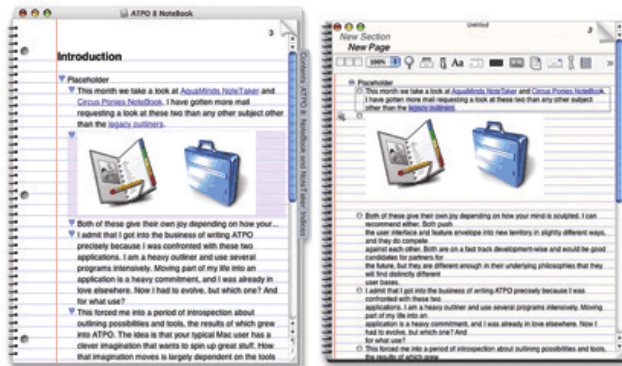 ATPO 8 NoteBook
3
Introduction
Placeholder
This month we take a look at AquaMinds NoteTaker and
Circus Ponies NoteBook. I have gotten more mail
requesting a look at these two than any other subject
other than the legacy outliners.
Both of these give their own joy depending on how your...
I admit that I got into the business of writing ATPO
precisely because I was confronted with these two
applications. I am a heavy outliner and use several
programs intensively. Moving part of my life into an
application is a heavy commitment, and I was already in
love elsewhere. Now I had to evolve, but which one? And
for what use?
This forced me into a period of introspection about
outlining possibilities and tools, the results of which grew
into ATPO. The idea is that your typical Mac user has a
clever imagination that wants to spin up great stuff. How
that imagination moves is largely dependent on the tools
Contents
ATPO 8: NoteBook and NoteTaker
Indices
Untitled
3
New Section
New Page
100%
Aa
Placeholder
This month we take a look at AquaMinds NoteTaker and Circus Ponies NoteBook.
I have gotten more mail requesting a look at these two than any other subject
other than the legacy outliners.
Both of these give their own joy depending on how your mind is sculpted. I can
recommend either. Both push
the user interface and feature envelope into new territory in slightly different ways,
and they do compete
against each other. Both are on a fast track development-wise and would be good
candidates for partners for
the future, but they are different enough in their underlying philosophies that they
will find distinctly different
user bases.
I admit that I got into the business of writing ATPO precisely because I was
confronted with these two
applications. I am a heavy outliner and use several programs intensively. Moving
part of my life into an
application is a heavy commitment, and I was already in love elsewhere. Now I
had to evolve, but which one? And
for what use?
This forced me into a period of introspection about outlining possibilities and tools,
the results of which grew